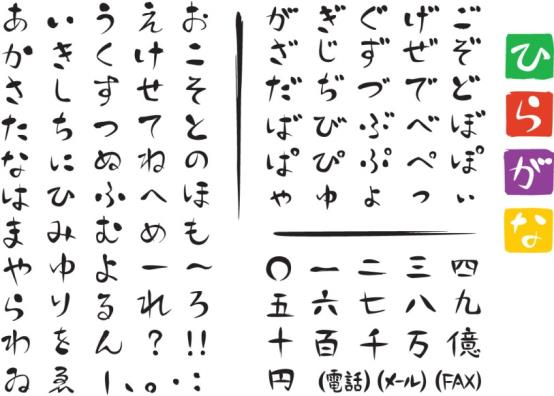 あいうえお
かきくけこ
さしすせそ
たちつてと
なにぬねの
はひふへほ
まみむめも
やゆよー〜
らりるれろ
わをん?!!
ゐゑ|、。・:
がぎぐげご
ざじずぜぞ
だぢづでど
ばびぶべぼ
ぱぴぷぺぽ
ゃゅょっぃ
〇一二三四
五六七八九
十百千万億
円(電話)(メール)(FAX)
ひらがな